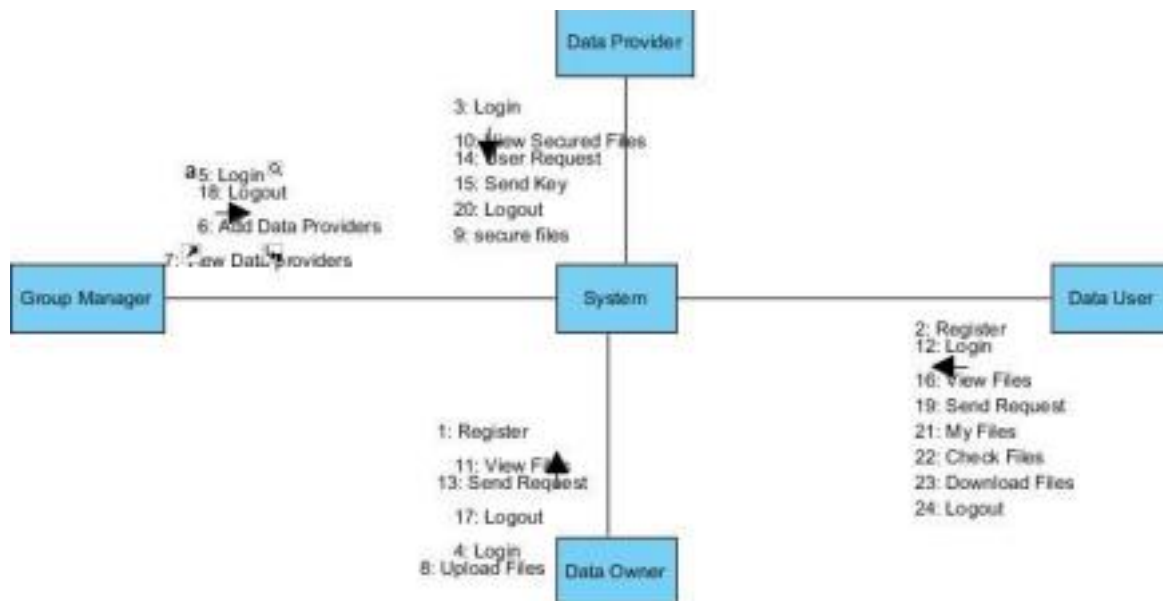 Data Provider
3: Login
10: View Secured Files
14: User Request
15: Send Key
20: Logout
9: secure files
a5: Login
18: Logout
6: Add Data Providers
7: View Data Providers
Group Manager
System
Data User
2: Register
12: Login
16: View Files
19: Send Request
21: My Files
22: Check Files
23: Download Files
24: Logout
1: Register
11: View Files
13: Send Request
17: Logout
4: Login
8: Upload Files
Data Owner